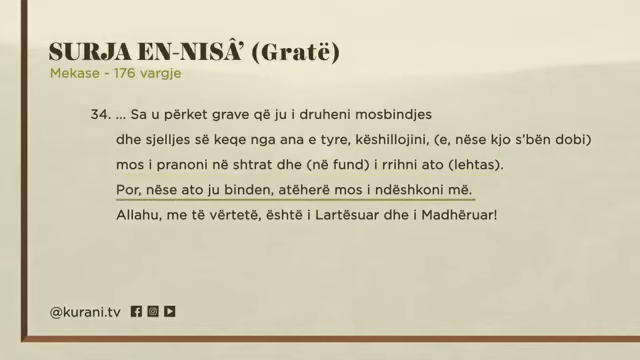 SURJA EN-NISÂ’ (Gratë)
Mekase - 176 vargje
34. ... Sa u përket grave që ju i druheni mosbindjes
dhe sjelljes së keqe nga ana e tyre, këshillojini, (e, nëse kjo s’bën dobi)
mos i pranoni në shtrat dhe (në fund) i rrihni ato (lehtas).
Por, nëse ato ju binden, atëherë mos i ndëshkoni më.
Allahu, me të vërtetë, është i Lartësuar dhe i Madhëruar!
@kurani.tv